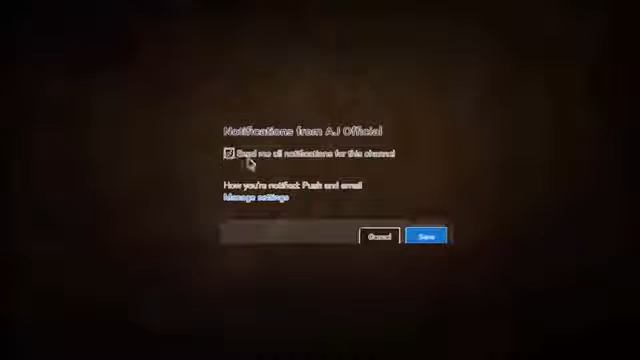 Notifications from AJ Official
Send me all notifications for this channel
How you're notified: Push and email
Manage settings
Cancel
Save